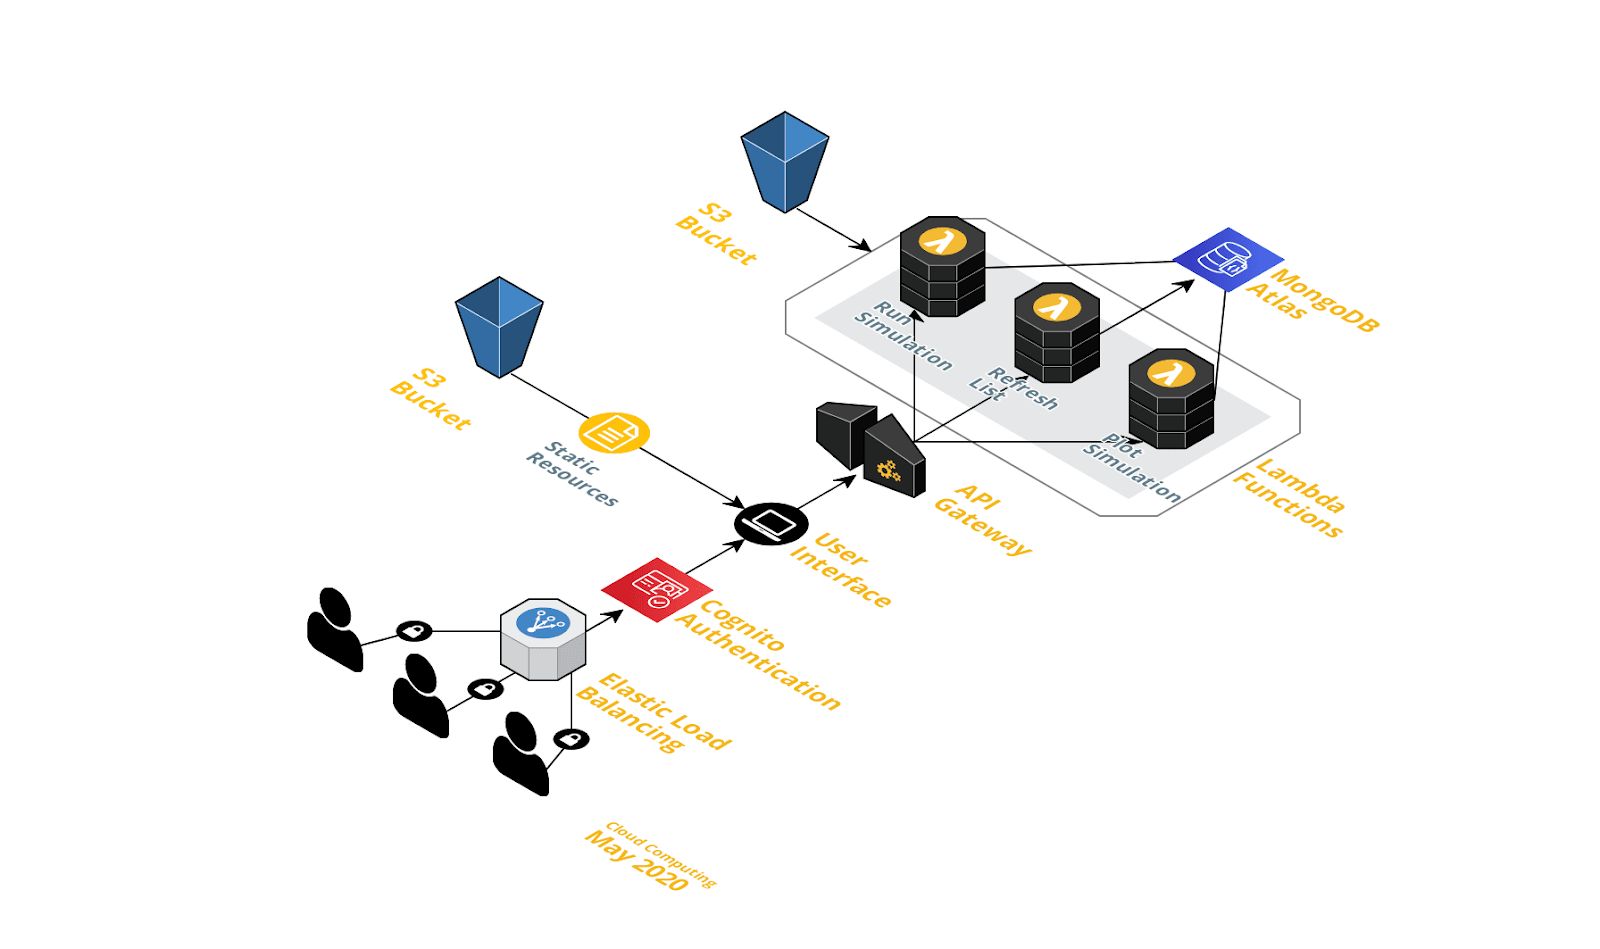 S3
Bucket
Run
Simulation
MongoDB
Atlas
S3
Bucket
Refresh
List
Static
Resources
Plot
Simulation
Lambda
Functions
API
Gateway
User
Interface
Cognito
Authentication
Elastic Load
Balancing
Cloud Computing
May 2020